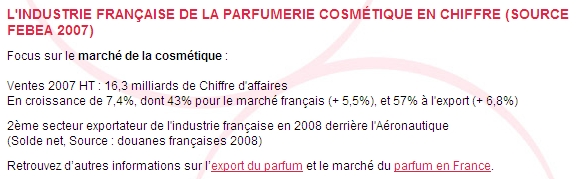 L'INDUSTRIE FRANÇAISE DE LA PARFUMERIE COSMÉTIQUE EN CHIFFRE (SOURCE
FEBEA 2007)
Focus sur le marché de la cosmétique :
Ventes 2007 HT : 16,3 milliards de Chiffre d'affaires
En croissance de 7,4%, dont 43% pour le marché français (+ 5,5%), et 57% à l'export (+ 6,8%)
2ème secteur exportateur de l'industrie française en 2008 derrière l'Aéronautique
(Solde net, Source : douanes françaises 2008)
Retrouvez d'autres informations sur l'export du parfum et le marché du parfum en France.